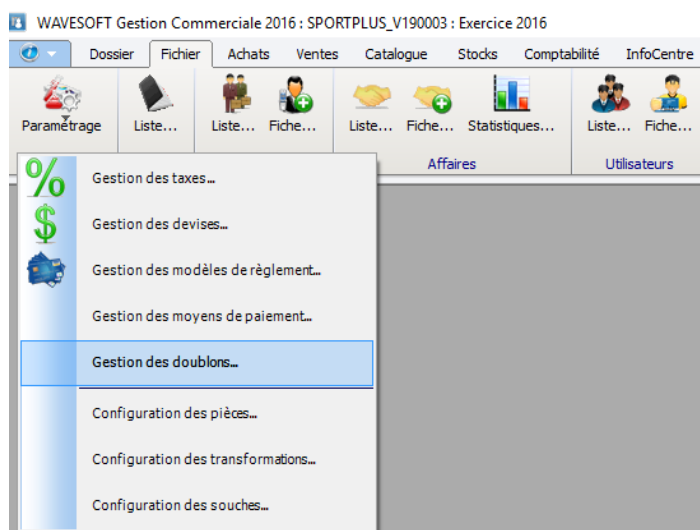 WAVESOFT Gestion Commerciale 2016 : SPORTPLUS_V190003 : Exercice 2016
Dossier Fichier Achats Ventes Catalogue Stocks Comptabilité InfoCentre
Paramétrage Liste... Liste... Fiche... Liste... Fiche... Statistiques... Liste... Fiche...
Affaires Utilisateurs
Gestion des taxes...
Gestion des devises...
Gestion des modèles de règlement...
Gestion des moyens de paiement...
Gestion des doublons...
Configuration des pièces...
Configuration des transformations...
Configuration des souches...